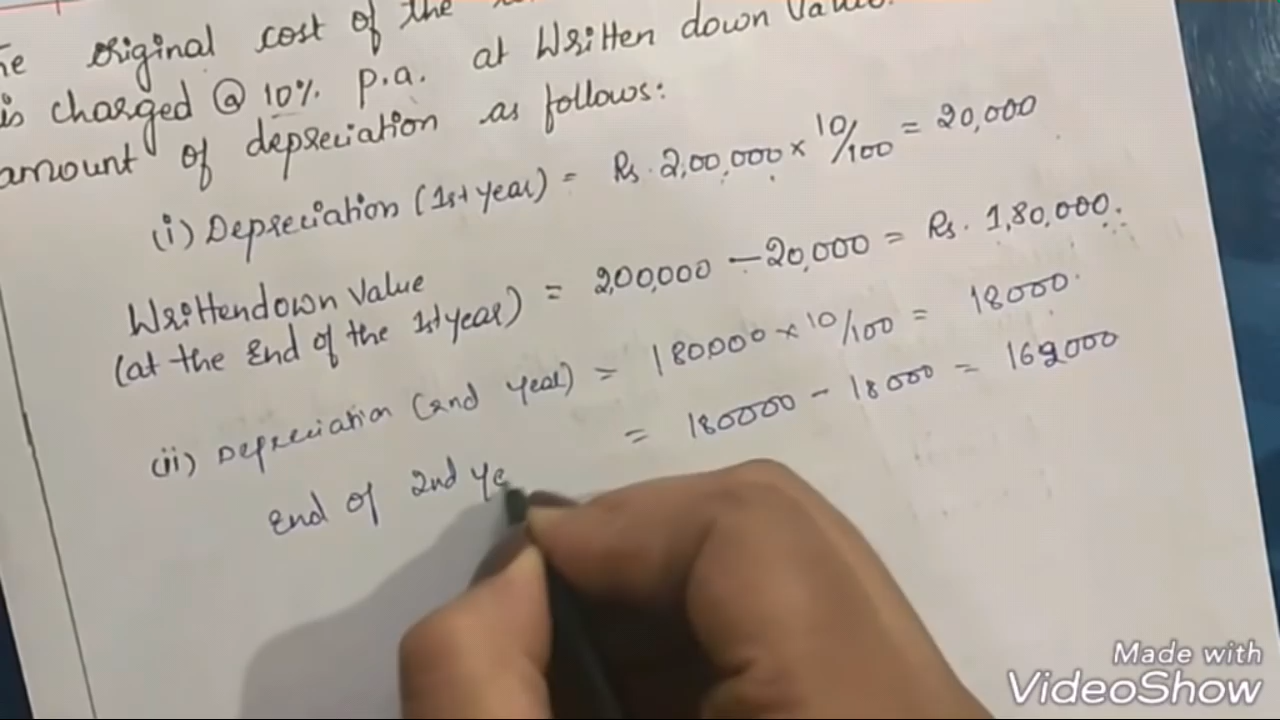 original cost of the
is charged @ 10% p.a. at Written down Value.
amount of depreciation as follows:
(i) Depreciation (1st year) = Rs. 2,00,000 x 10/100 = 20,000
Writtendown Value
(at the End of the 1st year) = 2,00,000 — 20,000 = Rs. 1,80,000.
(ii) Depreciation (2nd year) = 180000 x 10/100 = 18000.
= 180000 - 18000 = 162000
End of 2nd ye
Made with
VideoShow